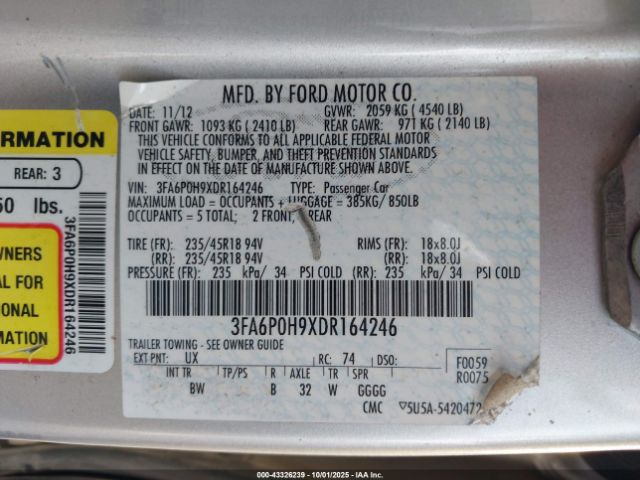 MFD. BY FORD MOTOR CO.
DATE: 11/12 GVWR: 2059 KG (4540 LB)
FRONT GAWR: 1093 KG (2410 LB) REAR GAWR: 971 KG (2140 LB)
THIS VEHICLE CONFORMS TO ALL APPLICABLE FEDERAL MOTOR
VEHICLE SAFETY, BUMPER, AND THEFT PREVENTION STANDARDS
IN EFFECT ON THE DATE OF MANUFACTURE SHOWN ABOVE.
VIN: 3FA6P0H9XDR164246 TYPE: Passenger Car
MAXIMUM LOAD = OCCUPANTS + LUGGAGE = 385KG/ 850LB
OCCUPANTS = 5 TOTAL; 2 FRONT, REAR
TIRE (FR): 235/45R18 94V RIMS (FR): 18x8.0J
(RR): 235/45R18 94V (RR): 18x8.0J
PRESSURE (FR): 235 kPa/ 34 PSI COLD (RR): 235 kPa/ 34 PSI COLD
3FA6P0H9XDR164246
TRAILER TOWING - SEE OWNER GUIDE
EXT PNT: UX RC: 74 DSO: F0059
R0075
INT TR TP/PS R AXLE TR SPR
BW B 32 W GGGG
CMC 5U5A-5420472
ORMATION
REAR: 3
50 lbs.
WNERS
AL FOR
IONAL
MATION
3FA6P0H9XDR164246
© COPY 00-43326239 - 10/01/2025 - IAA, Inc.